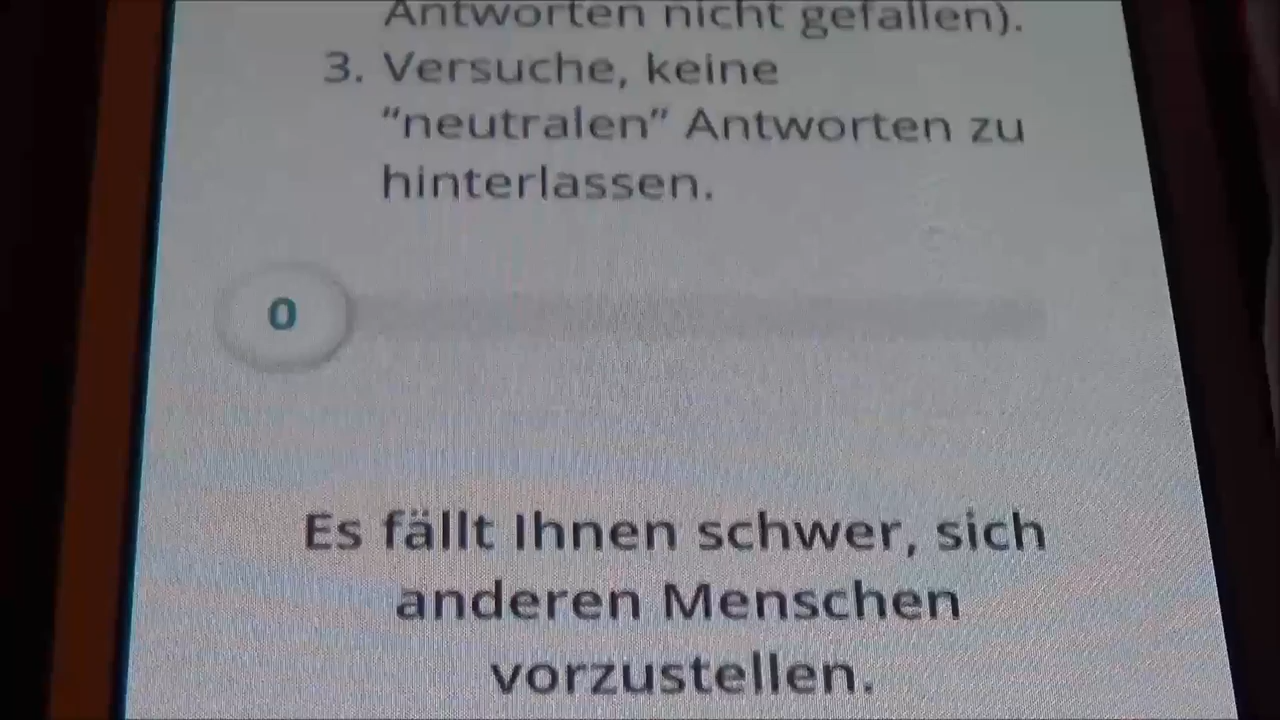 Antworten nicht gefallen).
3. Versuche, keine
“neutralen” Antworten zu
hinterlassen.
0
Es fällt Ihnen schwer, sich
anderen Menschen
vorzustellen.